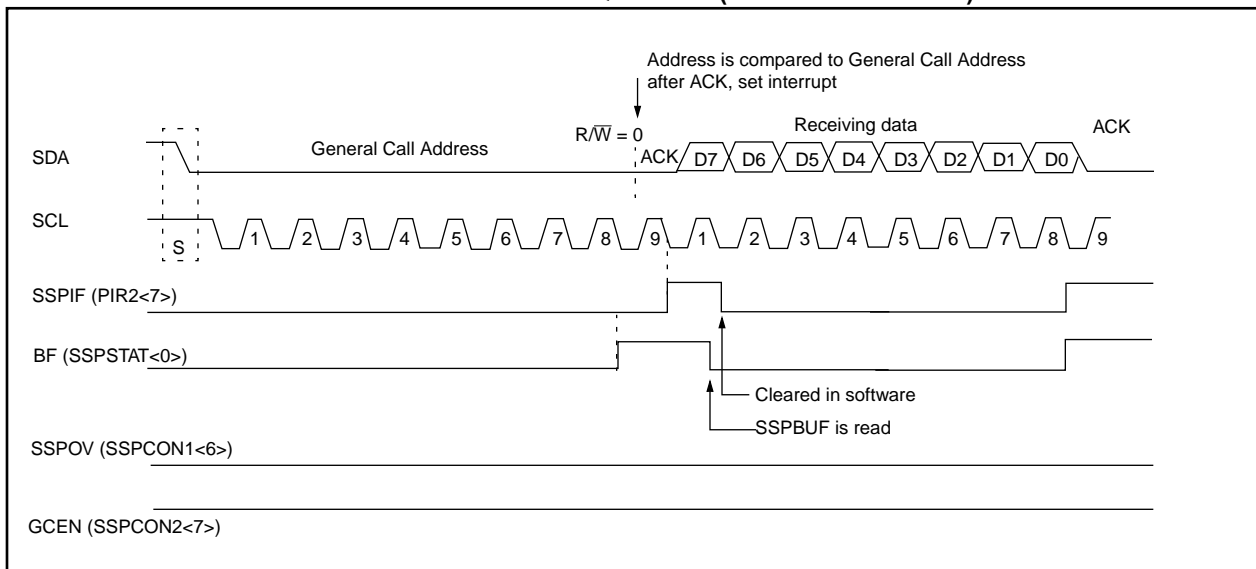 Address is compared to General Call Address
after ACK, set interrupt
R/W̅ = 0
Receiving data
ACK
SDA
General Call Address
ACK
D7 D6 D5 D4 D3 D2 D1 D0
SCL
S
1 2 3 4 5 6 7 8 9 1 2 3 4 5 6 7 8 9
SSPIF (PIR2<7>)
BF (SSPSTAT<0>)
Cleared in software
SSPBUF is read
SSPOV (SSPCON1<6>)
GCEN (SSPCON2<7>)